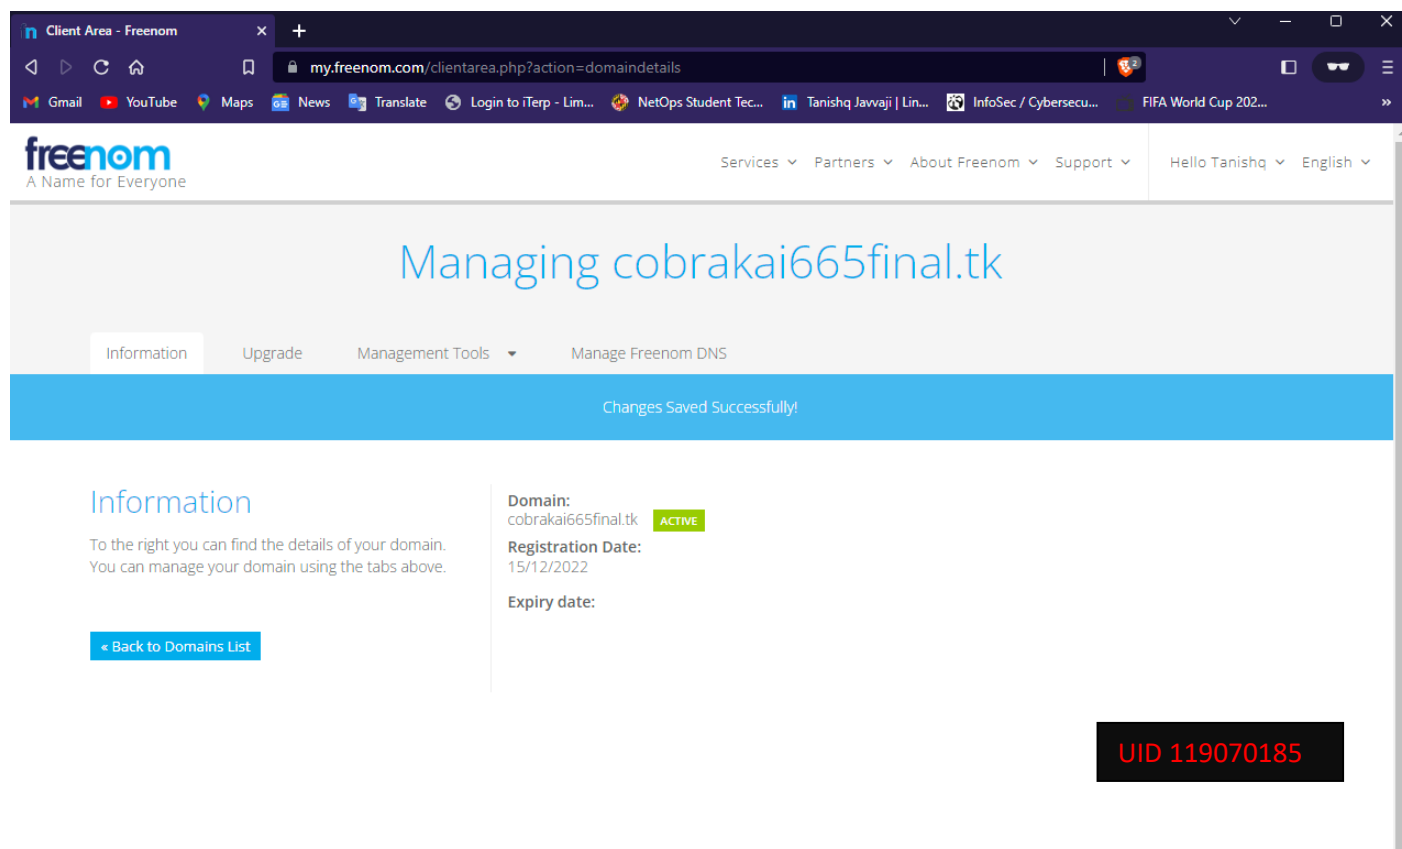 Client Area - Freenom
my.freenom.com/clientarea.php?action=domaindetails
2
Gmail YouTube Maps News Translate Login to iTerp - Lim... NetOps Student Tec... in Tanishq Javvaji | Lin... InfoSec / Cybersecu... FIFA World Cup 202... »
freenom
A Name for Everyone
Services Partners About Freenom Support Hello Tanishq English
Managing cobrakai665final.tk
Information Upgrade Management Tools Manage Freenom DNS
Changes Saved Successfully!
Information
To the right you can find the details of your domain.
You can manage your domain using the tabs above.
« Back to Domains List
Domain:
cobrakai665final.tk ACTIVE
Registration Date:
15/12/2022
Expiry date:
UID 119070185